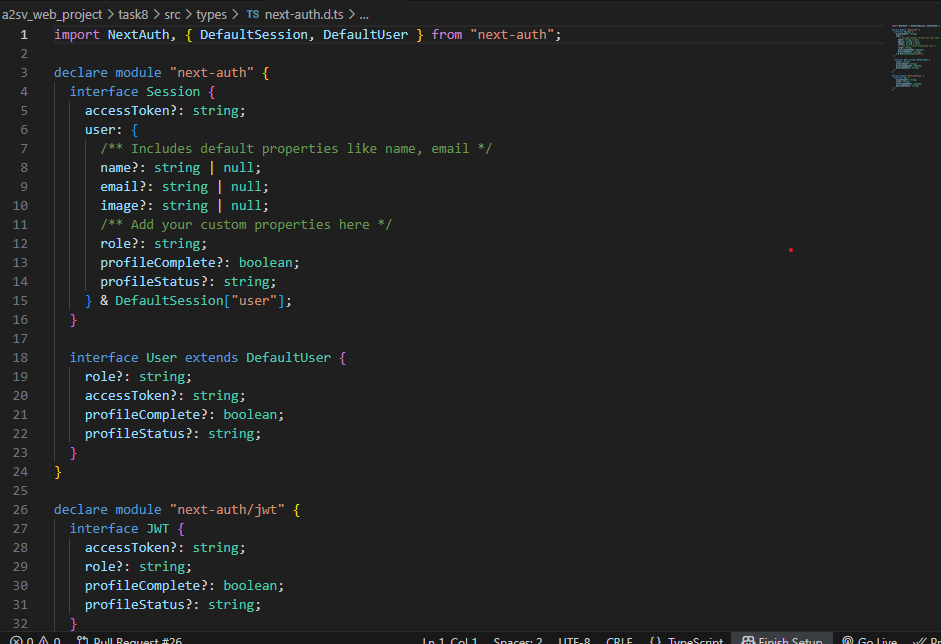 a2sv_web_project > task8 > src > types > TS next-auth.d.ts > ...
1 import NextAuth, { DefaultSession, DefaultUser } from "next-auth";
2
3 declare module "next-auth" {
4 interface Session {
5 accessToken?: string;
6 user: {
7 /** Includes default properties like name, email */
8 name?: string | null;
9 email?: string | null;
10 image?: string | null;
11 /** Add your custom properties here */
12 role?: string;
13 profileComplete?: boolean;
14 profileStatus?: string;
15 } & DefaultSession["user"];
16 }
17
18 interface User extends DefaultUser {
19 role?: string;
20 accessToken?: string;
21 profileComplete?: boolean;
22 profileStatus?: string;
23 }
24 }
25
26 declare module "next-auth/jwt" {
27 interface JWT {
28 accessToken?: string;
29 role?: string;
30 profileComplete?: boolean;
31 profileStatus?: string;
32 }
0 0 Pull Request #26 Ln 1, Col 1 Spaces: 2 UTF-8 CRLF {} TypeScript Finish Setup Go Live